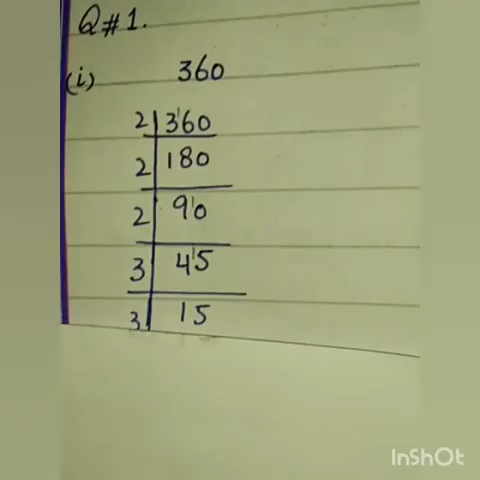 Q#1.
(i) 360
2 | 360
2 | 180
2 | 90
3 | 45
3 | 15
InShOt